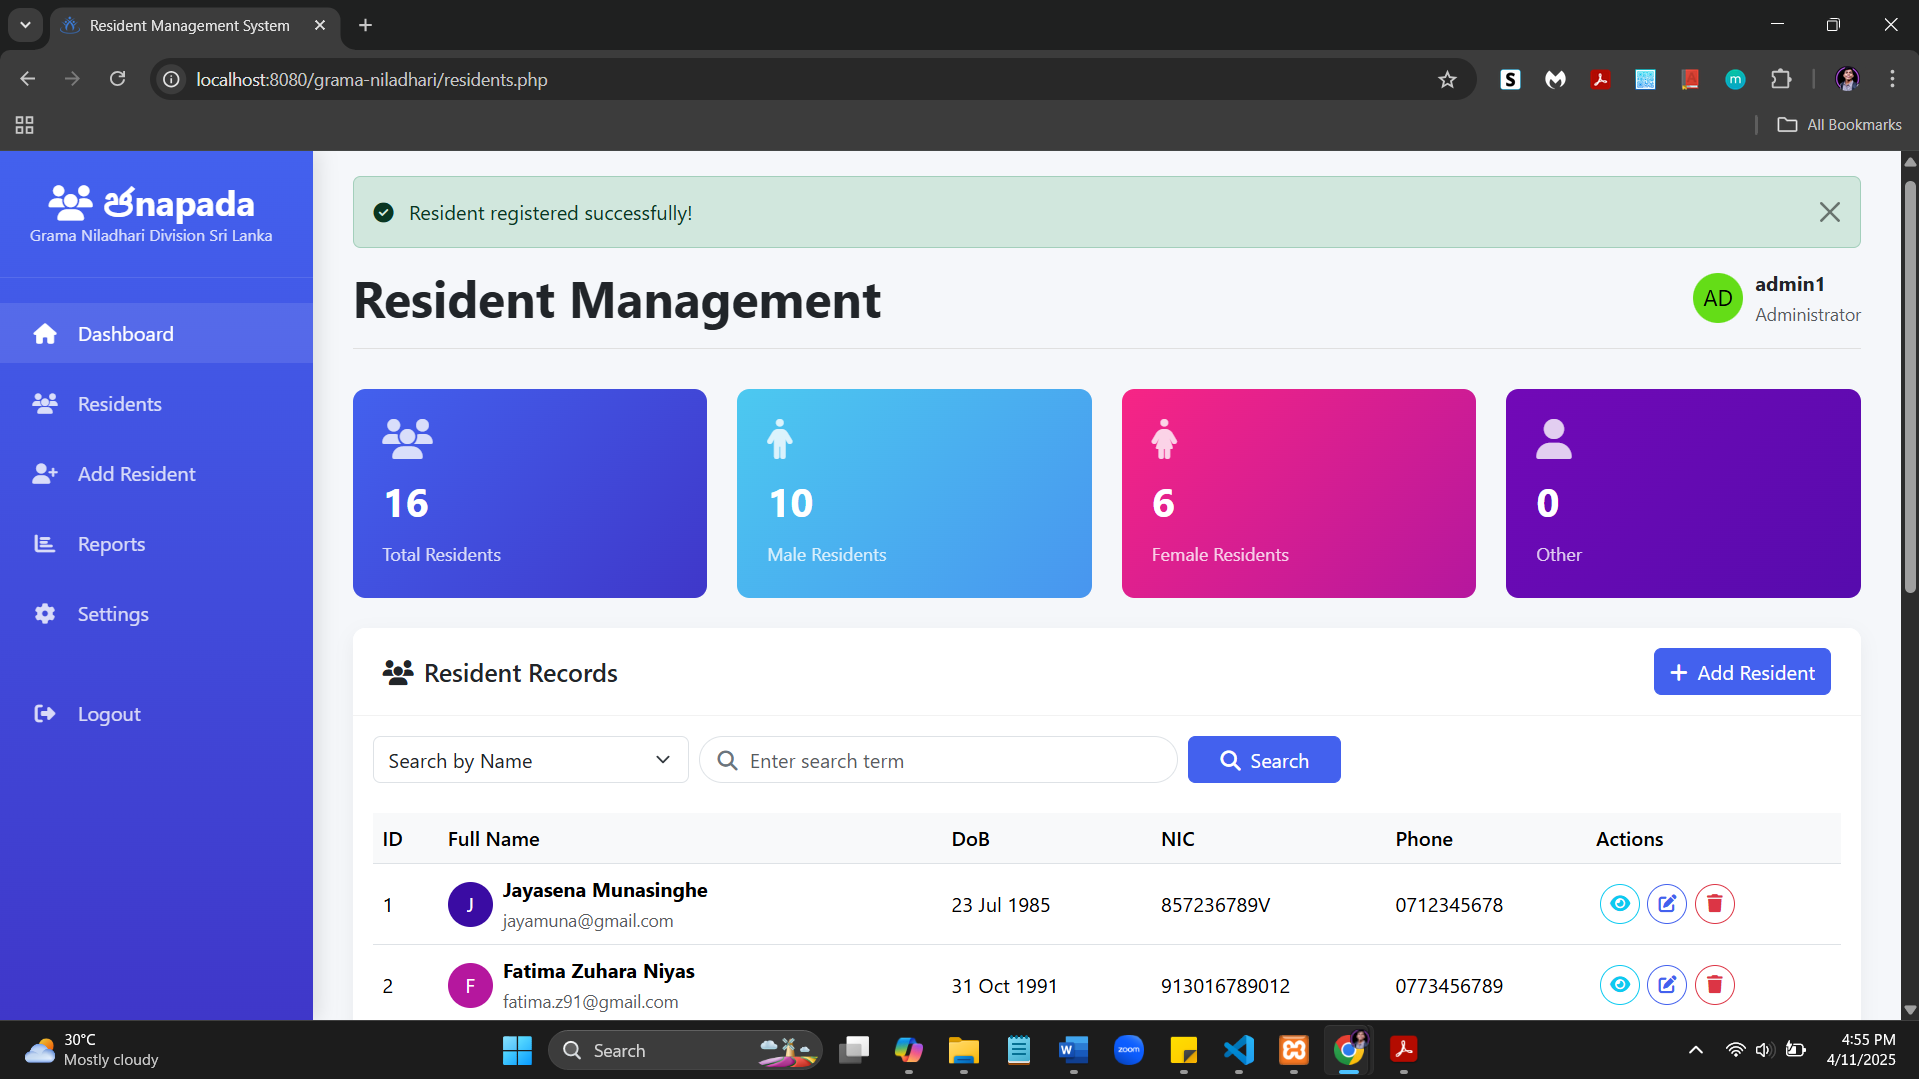 Resident Management System
localhost:8080/grama-niladhari/residents.php
All Bookmarks
ජnapada
Grama Niladhari Division Sri Lanka
Dashboard
Residents
Add Resident
Reports
Settings
Logout
Resident registered successfully!
Resident Management
AD
admin1
Administrator
16
Total Residents
10
Male Residents
6
Female Residents
0
Other
Resident Records
Add Resident
Search by Name
Enter search term
Search
ID Full Name DoB NIC Phone Actions
1 J Jayasena Munasinghe 23 Jul 1985 857236789V 0712345678
jayamuna@gmail.com
2 F Fatima Zuhara Niyas 31 Oct 1991 913016789012 0773456789
fatima.z91@gmail.com
30°C
Mostly cloudy
Search
zoom
4:55 PM
4/11/2025